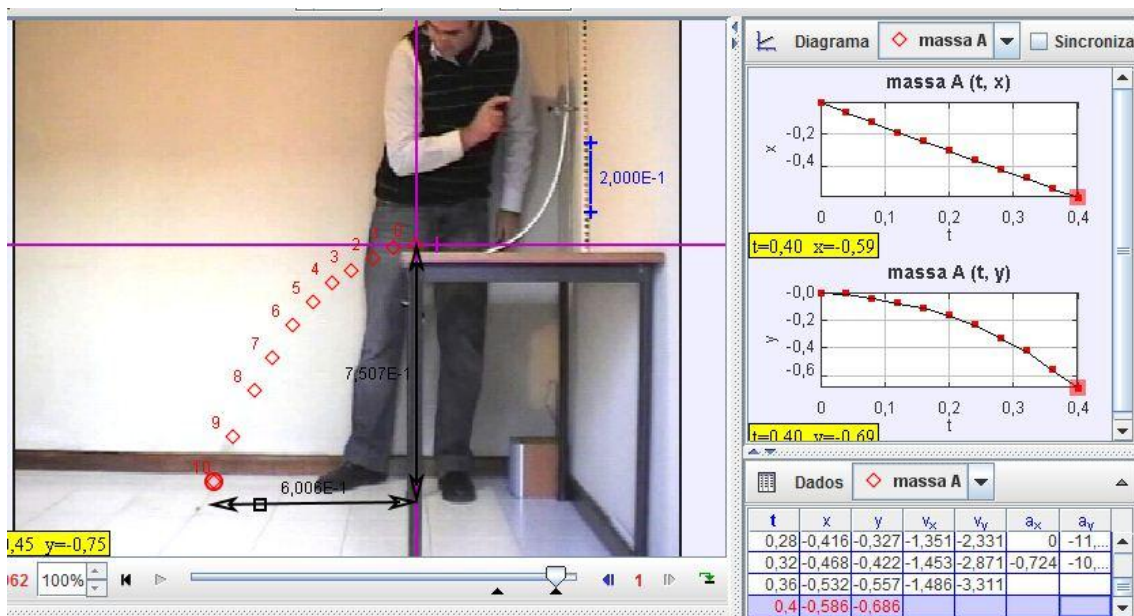 2,000E-1
0
2
3
4
5
6
7
8
9
10
7,507E-1
6,006E-1
,45 y=-0,75
062 100% 1
Diagrama massa A Sincroniza
massa A (t, x)
-0,2
-0,4
x
0 0,1 0,2 0,3 0,4
t
t=0,40 x=-0,59
massa A (t, y)
-0,0
-0,2
-0,4
-0,6
y
0 0,1 0,2 0,3 0,4
t
t=0,40 y=-0,69
Dados massa A
t x y vx vy ax ay
0,28 -0,416 -0,327 -1,351 -2,331 0 -11,...
0,32 -0,468 -0,422 -1,453 -2,871 -0,724 -10,...
0,36 -0,532 -0,557 -1,486 -3,311
0,4 -0,586 -0,686